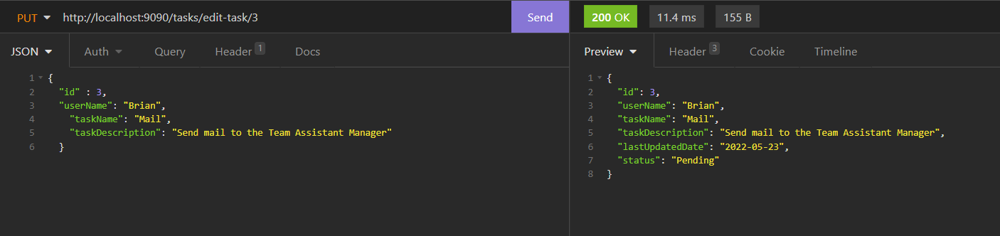 PUT http://localhost:9090/tasks/edit-task/3 Send 200 OK 11.4 ms 155 B
JSON Auth Query Header 1 Docs
1 {
2 "id" : 3,
3 "userName": "Brian",
4 "taskName": "Mail",
5 "taskDescription": "Send mail to the Team Assistant Manager"
6 }
Preview Header 3 Cookie Timeline
1 {
2 "id": 3,
3 "userName": "Brian",
4 "taskName": "Mail",
5 "taskDescription": "Send mail to the Team Assistant Manager",
6 "lastUpdatedDate": "2022-05-23",
7 "status": "Pending"
8 }